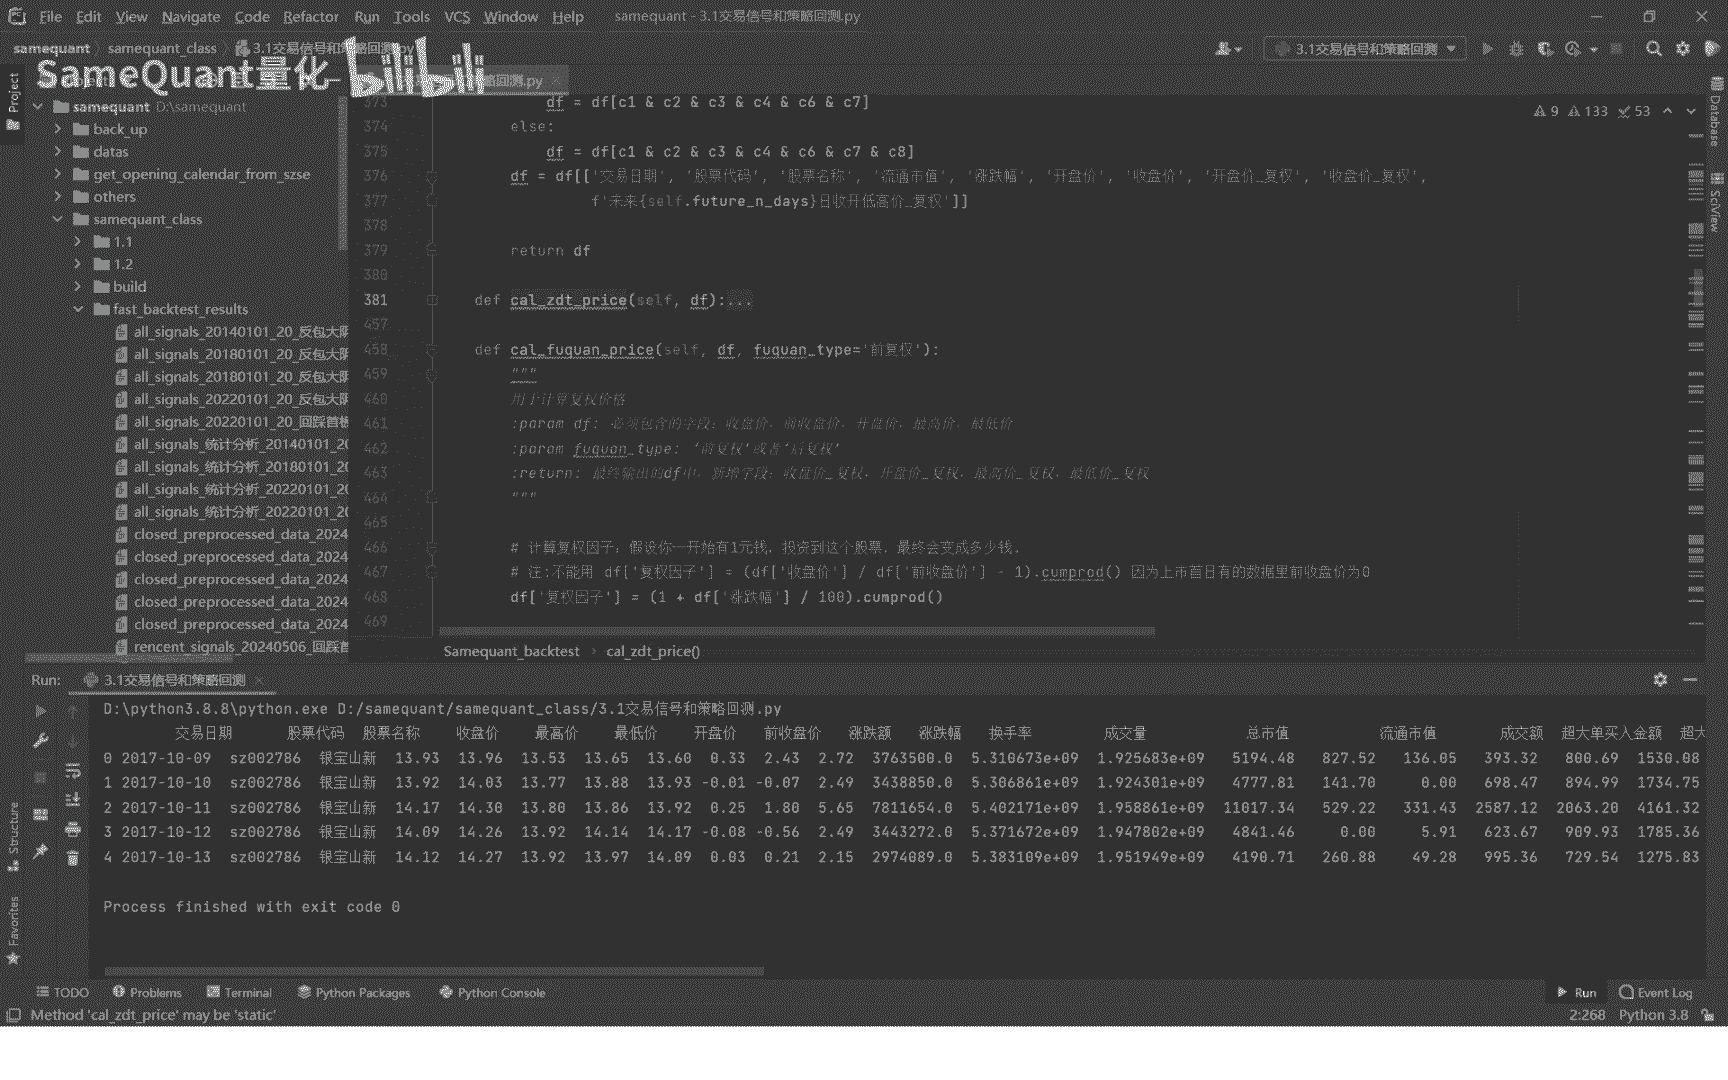 File Edit View Navigate Code Refactor Run Tools VCS Window Help samequant - 3.1交易信号和策略回测.py
samequant samequant_class 3.1交易信号和策略回测.py 3.1交易信号和策略回测
SameQuant量化 bilibili
略回测.py
Project
samequant D:\samequant
back_up
datas
get_opening_calendar_from_szse
others
samequant_class
1.1
1.2
build
fast_backtest_results
all_signals_20140101_20_反包大阴
all_signals_20180101_20_反包大阴
all_signals_20180101_20_反包大阴
all_signals_20220101_20_反包大阴
all_signals_20220101_20_回踩首板
all_signals_统计分析_20140101_20
all_signals_统计分析_20180101_20
all_signals_统计分析_20220101_20
all_signals_统计分析_20220101_20
closed_preprocessed_data_2024
closed_preprocessed_data_2024
closed_preprocessed_data_2024
closed_preprocessed_data_2024
closed_preprocessed_data_2024
rencent_signals_20240506_回踩首
9 133 53
373 df = df[c1 & c2 & c3 & c4 & c6 & c7]
374 else:
375 df = df[c1 & c2 & c3 & c4 & c6 & c7 & c8]
376 df = df[['交易日期', '股票代码', '股票名称', '流通市值', '涨跌幅', '开盘价', '收盘价', '开盘价_复权', '收盘价_复权',
377 f'未来{self.future_n_days}日收开低高价_复权']]
378
379 return df
380
381 def cal_zdt_price(self, df):...
457
458 def cal_fuquan_price(self, df, fuquan_type='前复权'):
459 """
460 用于计算复权价格
461 :param df: 必须包含的字段：收盘价，前收盘价，开盘价，最高价，最低价
462 :param fuquan_type: ‘前复权’或者‘后复权’
463 :return: 最终输出的df中，新增字段：收盘价_复权，开盘价_复权，最高价_复权，最低价_复权
464 """
465
466 # 计算复权因子：假设你一开始有1元钱，投资到这个股票，最终会变成多少钱，
467 # 注:不能用 df['复权因子'] = (df['收盘价'] / df['前收盘价'] - 1).cumprod() 因为上市首日有的数据里前收盘价为0
468 df['复权因子'] = (1 + df['涨跌幅'] / 100).cumprod()
469
Samequant_backtest cal_zdt_price()
Database
SciView
Run: 3.1交易信号和策略回测
D:\python3.8.8\python.exe D:/samequant/samequant_class/3.1交易信号和策略回测.py
交易日期 股票代码 股票名称 收盘价 最高价 最低价 开盘价 前收盘价 涨跌额 涨跌幅 换手率 成交量 总市值 流通市值 成交额 超大单买入金额 超大
0 2017-10-09 sz002786 银宝山新 13.93 13.96 13.53 13.65 13.60 0.33 2.43 2.72 3763500.0 5.310673e+09 1.925683e+09 5194.48 827.52 136.05 393.32 800.69 1530.08
1 2017-10-10 sz002786 银宝山新 13.92 14.03 13.77 13.88 13.93 -0.01 -0.07 2.49 3438850.0 5.306861e+09 1.924301e+09 4777.81 141.70 0.00 698.47 894.99 1734.75
2 2017-10-11 sz002786 银宝山新 14.17 14.30 13.80 13.86 13.92 0.25 1.80 5.65 7811654.0 5.402171e+09 1.958861e+09 11017.34 529.22 331.43 2587.12 2063.20 4161.32
3 2017-10-12 sz002786 银宝山新 14.09 14.26 13.92 14.14 14.17 -0.08 -0.56 2.49 3443272.0 5.371672e+09 1.947802e+09 4841.46 0.00 5.91 623.67 909.93 1785.36
4 2017-10-13 sz002786 银宝山新 14.12 14.27 13.92 13.97 14.09 0.03 0.21 2.15 2974089.0 5.383109e+09 1.951949e+09 4190.71 260.88 49.28 995.36 729.54 1275.83
Process finished with exit code 0
Structure
Favorites
TODO Problems Terminal Python Packages Python Console Run Event Log
Method 'cal_zdt_price' may be 'static' 2:268 Python 3.8